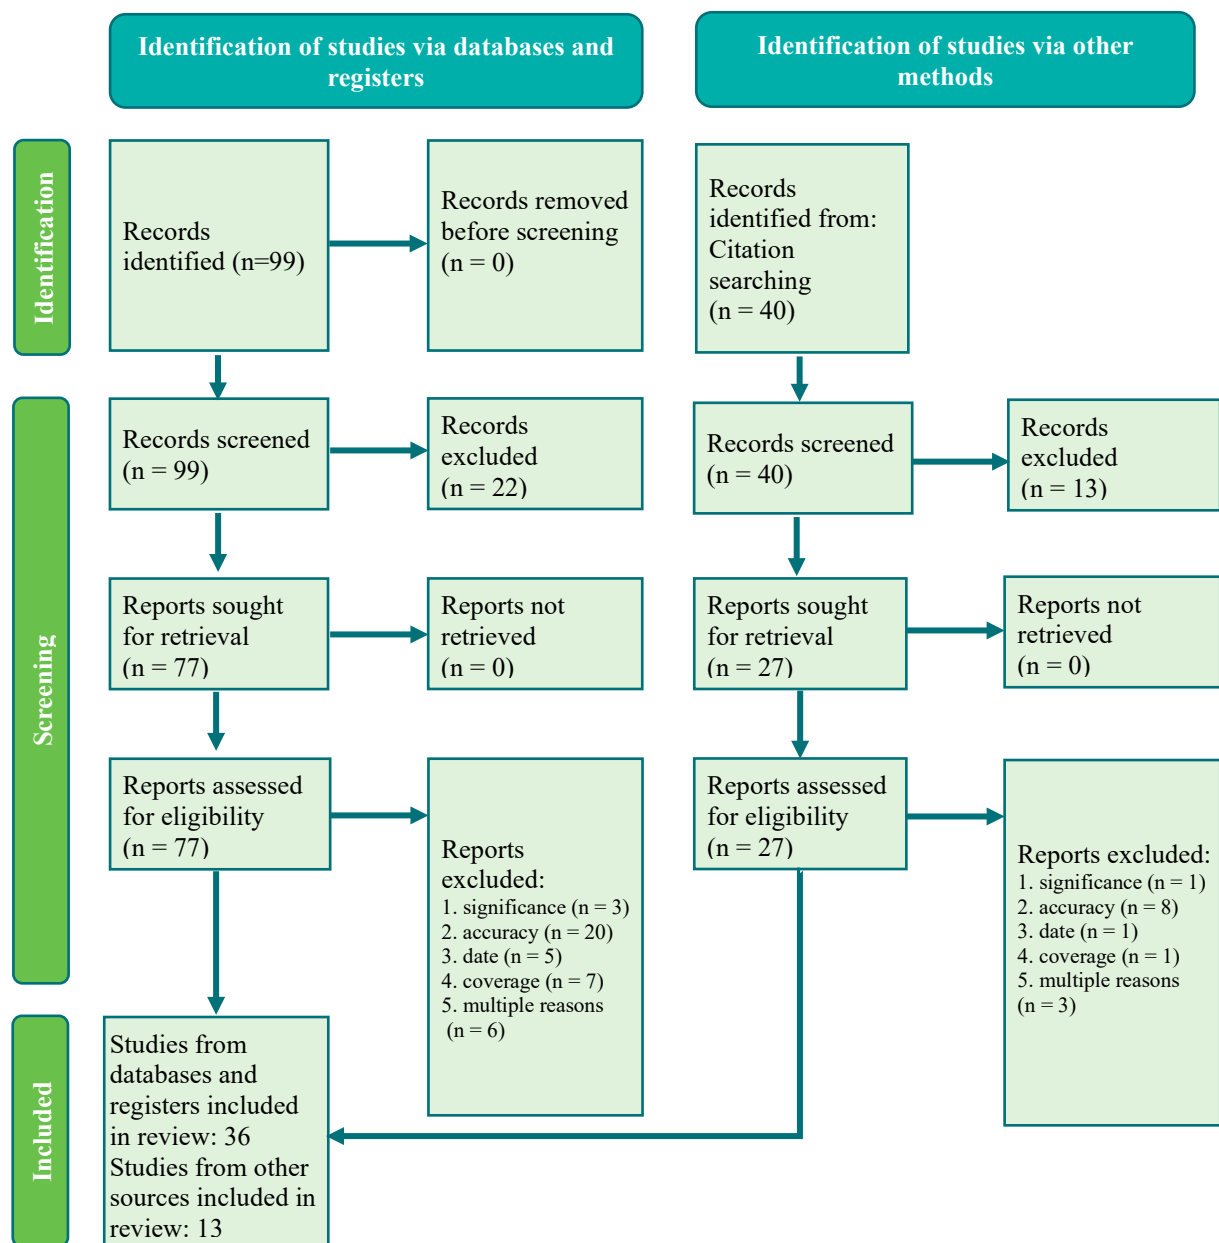 Identification of studies via databases and
registers
Identification of studies via other
methods
Identification
Records
identified (n=99)
Records removed
before screening
(n = 0)
Records
identified from:
Citation
searching
(n = 40)
Screening
Records screened
(n = 99)
Records
excluded
(n = 22)
Records screened
(n = 40)
Records
excluded
(n = 13)
Reports sought
for retrieval
(n = 77)
Reports not
retrieved
(n = 0)
Reports sought
for retrieval
(n = 27)
Reports not
retrieved
(n = 0)
Reports assessed
for eligibility
(n = 77)
Reports
excluded:
1. significance (n = 3)
2. accuracy (n = 20)
3. date (n = 5)
4. coverage (n = 7)
5. multiple reasons
(n = 6)
Reports assessed
for eligibility
(n = 27)
Reports excluded:
1. significance (n = 1)
2. accuracy (n = 8)
3. date (n = 1)
4. coverage (n = 1)
5. multiple reasons
(n = 3)
Included
Studies from
databases and
registers included
in review: 36
Studies from other
sources included in
review: 13